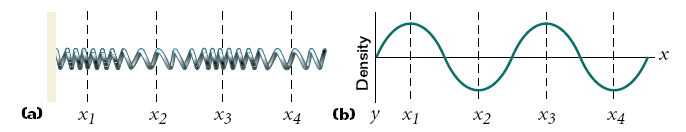 (a) x1 x2 x3 x4
Density
x
(b) y x1 x2 x3 x4